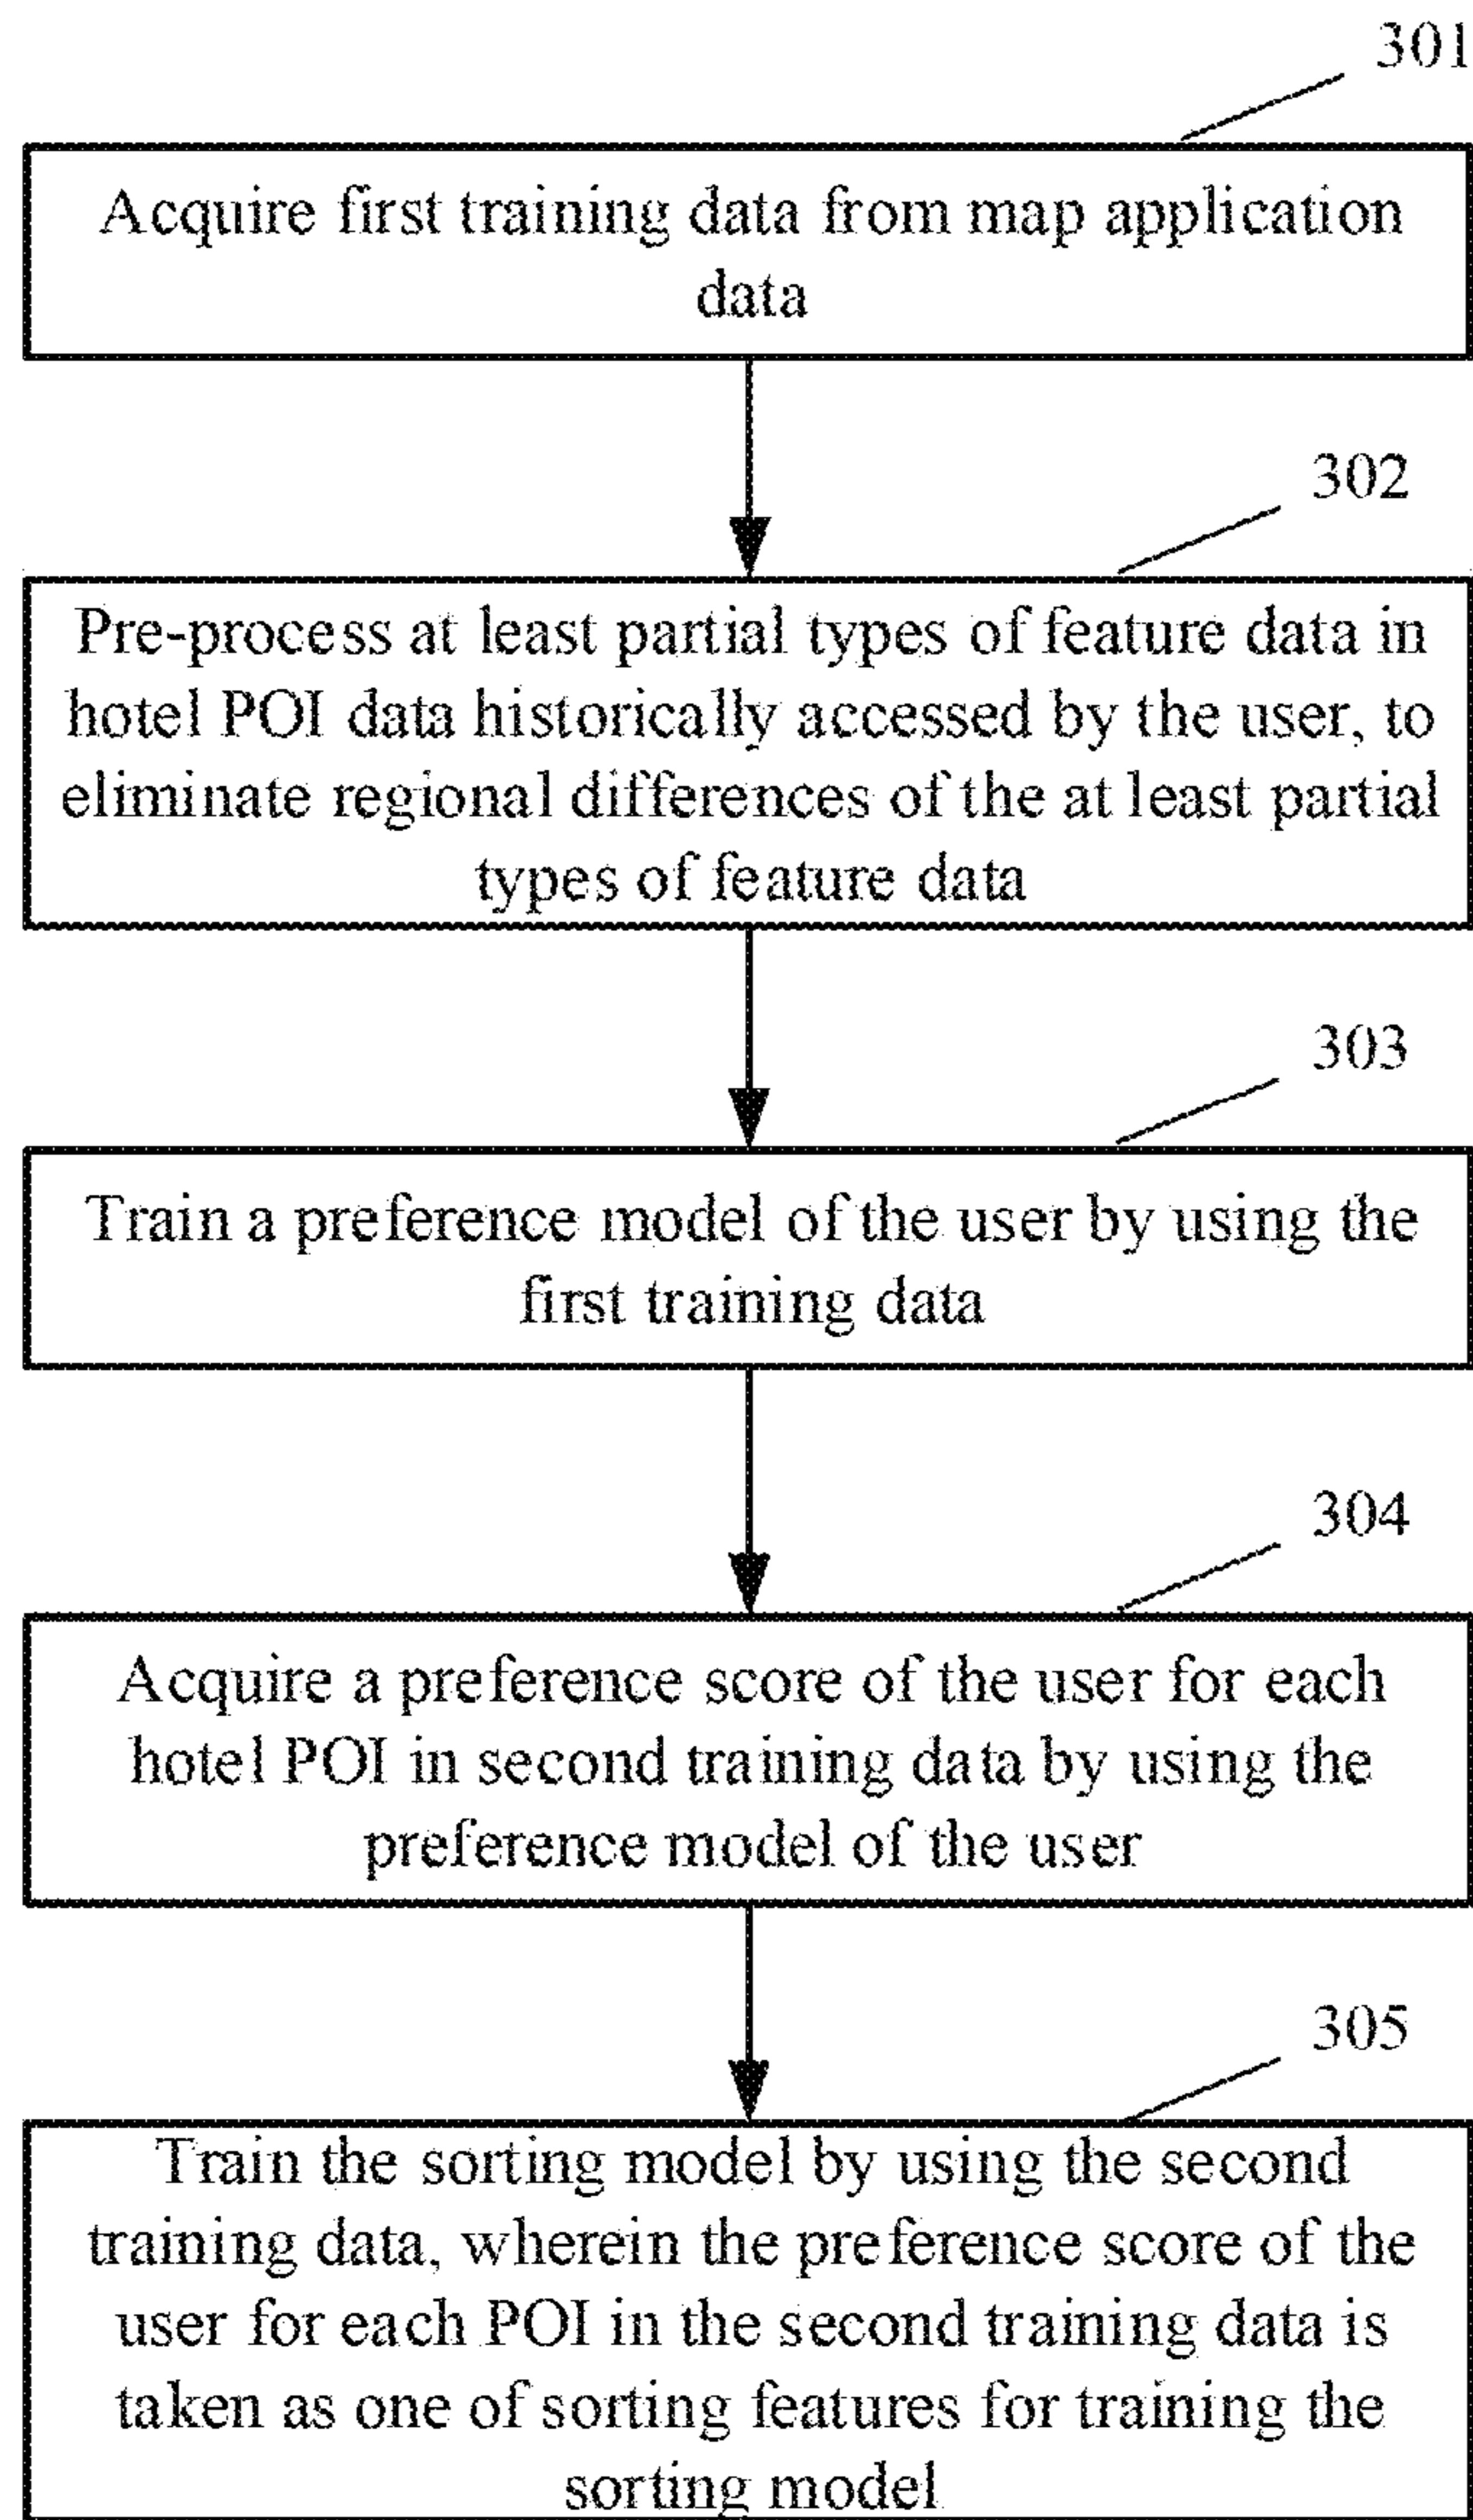 301
Acquire first training data from map application
data
302
Pre-process at least partial types of feature data in
hotel POI data historically accessed by the user, to
eliminate regional differences of the at least partial
types of feature data
303
Train a preference model of the user by using the
first training data
304
Acquire a preference score of the user for each
hotel POI in second training data by using the
preference model of the user
305
Train the sorting model by using the second
training data, wherein the preference score of the
user for each POI in the second training data is
taken as one of sorting features for training the
sorting model